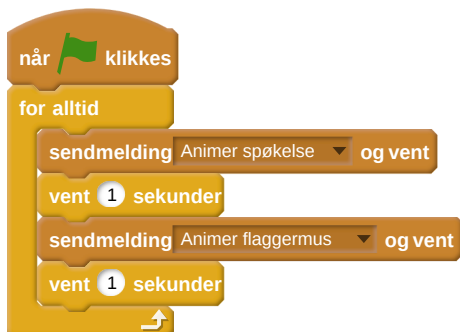 når klikkes
for alltid
sendmelding Animer spøkelse og vent
vent 1 sekunder
sendmelding Animer flaggermus og vent
vent 1 sekunder